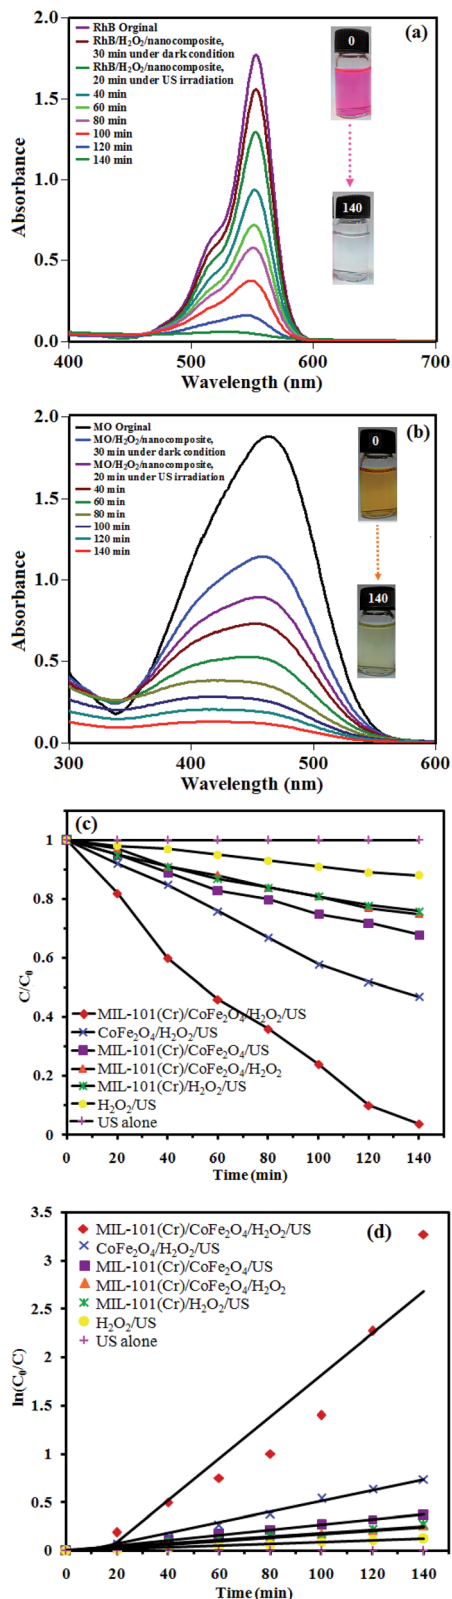 (a)
RhB Orginal
RhB/H₂O₂/nanocomposite,
30 min under dark condition
RhB/H₂O₂/nanocomposite,
20 min under US irradiation
40 min
60 min
80 min
100 min
120 min
140 min
0
140
2.0
1.5
1.0
0.5
0.0
Absorbance
400 500 600 700
Wavelength (nm)
(b)
MO Orginal
MO/H₂O₂/nanocomposite,
30 min under dark condition
MO/H₂O₂/nanocomposite,
20 min under US irradiation
40 min
60 min
80 min
100 min
120 min
140 min
0
140
2.0
1.5
1.0
0.5
0.0
Absorbance
300 400 500 600
Wavelength (nm)
(c)
1
0.8
0.6
0.4
0.2
0
C/C₀
MIL-101(Cr)/CoFe₂O₄/H₂O₂/US
CoFe₂O₄/H₂O₂/US
MIL-101(Cr)/CoFe₂O₄/US
MIL-101(Cr)/CoFe₂O₄/H₂O₂
MIL-101(Cr)/H₂O₂/US
H₂O₂/US
US alone
0 20 40 60 80 100 120 140
Time (min)
(d)
3.5
3
2.5
2
1.5
1
0.5
0
ln(C₀/C)
MIL-101(Cr)/CoFe₂O₄/H₂O₂/US
CoFe₂O₄/H₂O₂/US
MIL-101(Cr)/CoFe₂O₄/US
MIL-101(Cr)/CoFe₂O₄/H₂O₂
MIL-101(Cr)/H₂O₂/US
H₂O₂/US
US alone
0 20 40 60 80 100 120 140
Time (min)